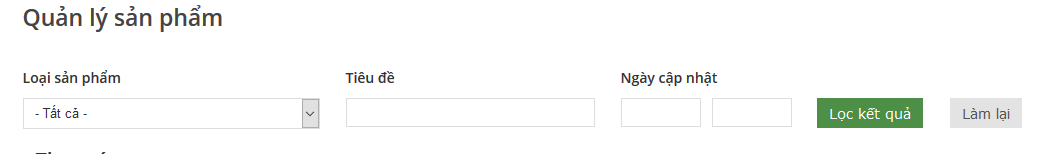 Quản lý sản phẩm
Loại sản phẩm Tiêu đề Ngày cập nhật
- Tất cả - Lọc kết quả Làm lại